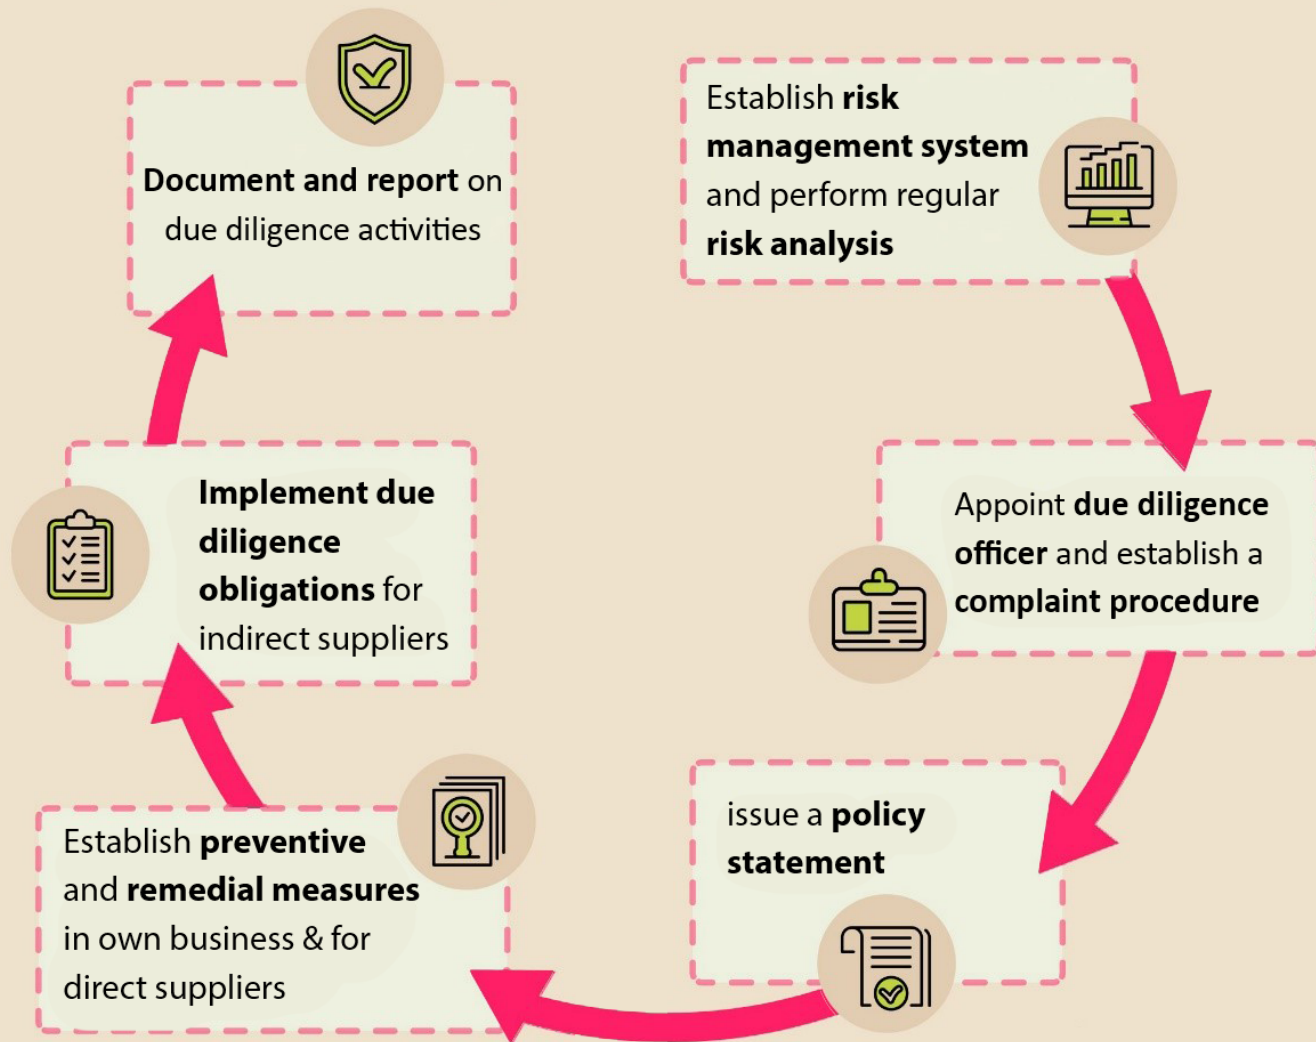 Establish risk
management system
and perform regular
risk analysis
Appoint due diligence
officer and establish a
complaint procedure
issue a policy
statement
Establish preventive
and remedial measures
in own business & for
direct suppliers
Implement due
diligence
obligations for
indirect suppliers
Document and report on
due diligence activities